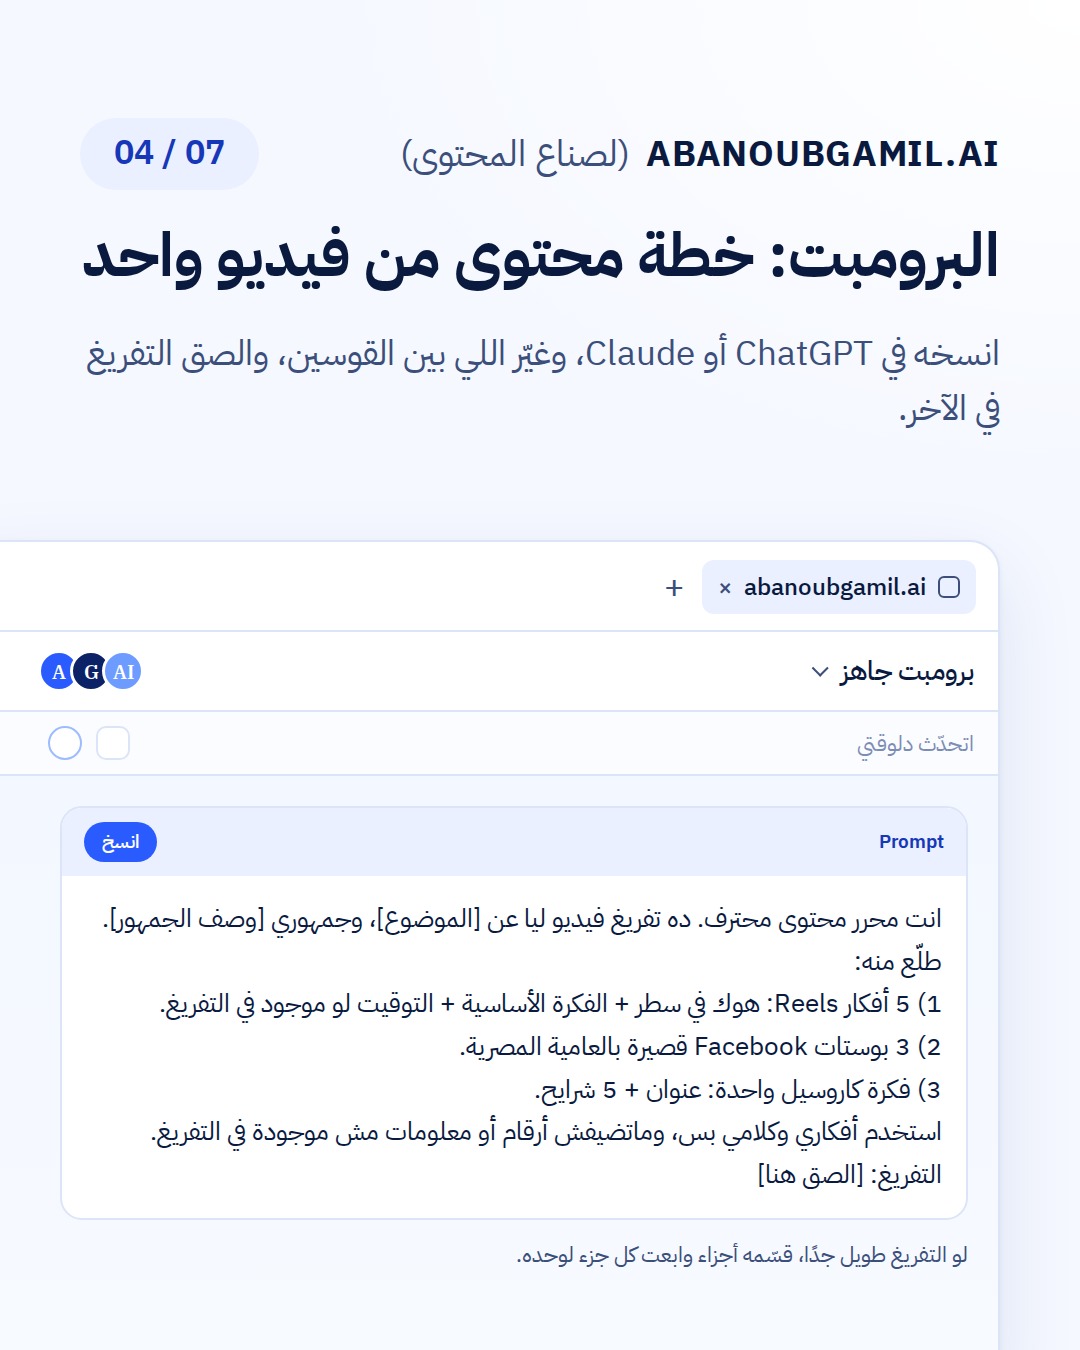 ABANOUBGAMIL.AI (لصناع المحتوى)
04 / 07
البرومبت: خطة محتوى من فيديو واحد
انسخه في ChatGPT أو Claude، وغيّر اللي بين القوسين، والصق التفريغ
في الآخر.
abanoubgamil.ai × +
برومبت جاهز
A G AI
اتحدّث دلوقتي
Prompt
انسخ
انت محرر محتوى محترف. ده تفريغ فيديو ليا عن [الموضوع]، وجمهوري [وصف الجمهور].
طلّع منه:
1) 5 أفكار Reels: هوك في سطر + الفكرة الأساسية + التوقيت لو موجود في التفريغ.
2) 3 بوستات Facebook قصيرة بالعامية المصرية.
3) فكرة كاروسيل واحدة: عنوان + 5 شرايح.
استخدم أفكاري وكلامي بس، وماتضيفش أرقام أو معلومات مش موجودة في التفريغ.
التفريغ: [الصق هنا]
لو التفريغ طويل جدًا، قسّمه أجزاء وابعت كل جزء لوحده.